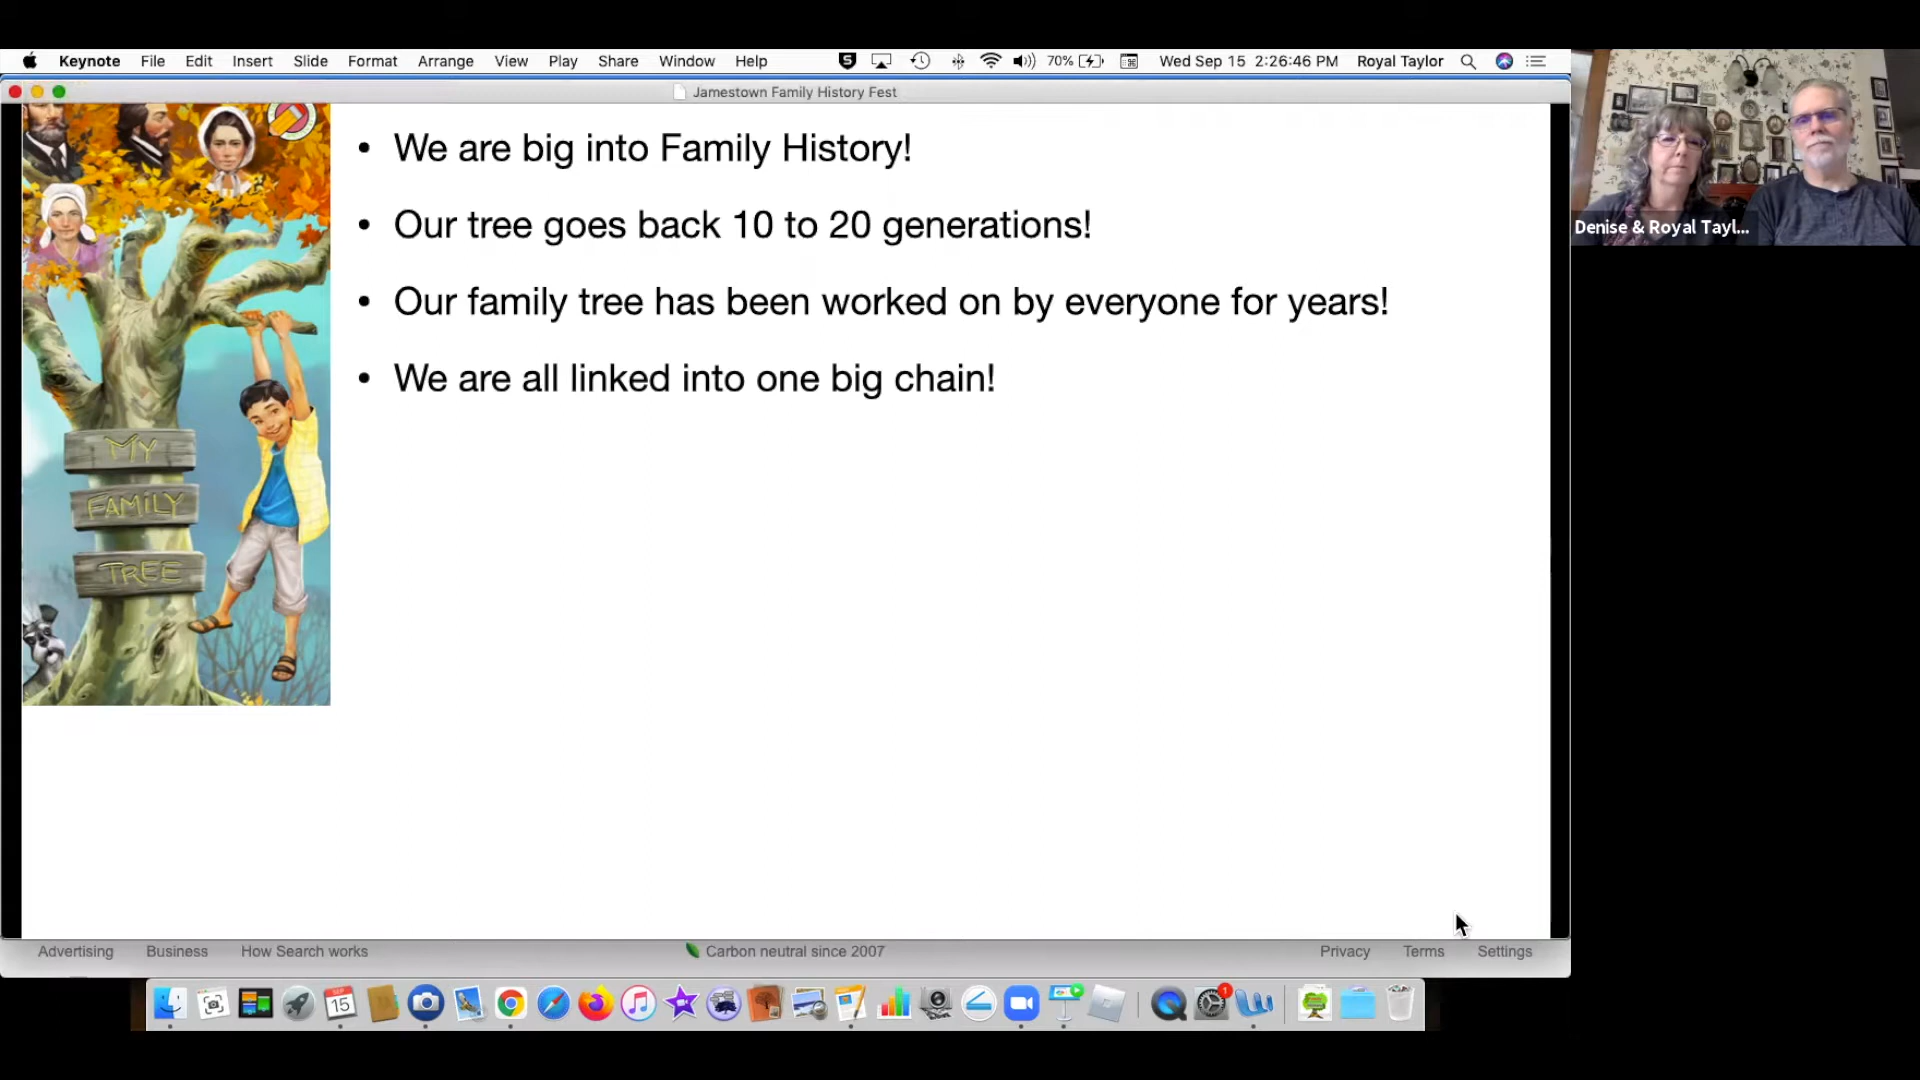 Keynote File Edit Insert Slide Format Arrange View Play Share Window Help 70% Wed Sep 15 2:26:46 PM Royal Taylor
Jamestown Family History Fest
• We are big into Family History!
• Our tree goes back 10 to 20 generations!
• Our family tree has been worked on by everyone for years!
• We are all linked into one big chain!
MY
FAMILY
TREE
Denise & Royal Tayl...
Advertising Business How Search works Carbon neutral since 2007 Privacy Terms Settings
SEP
15
1